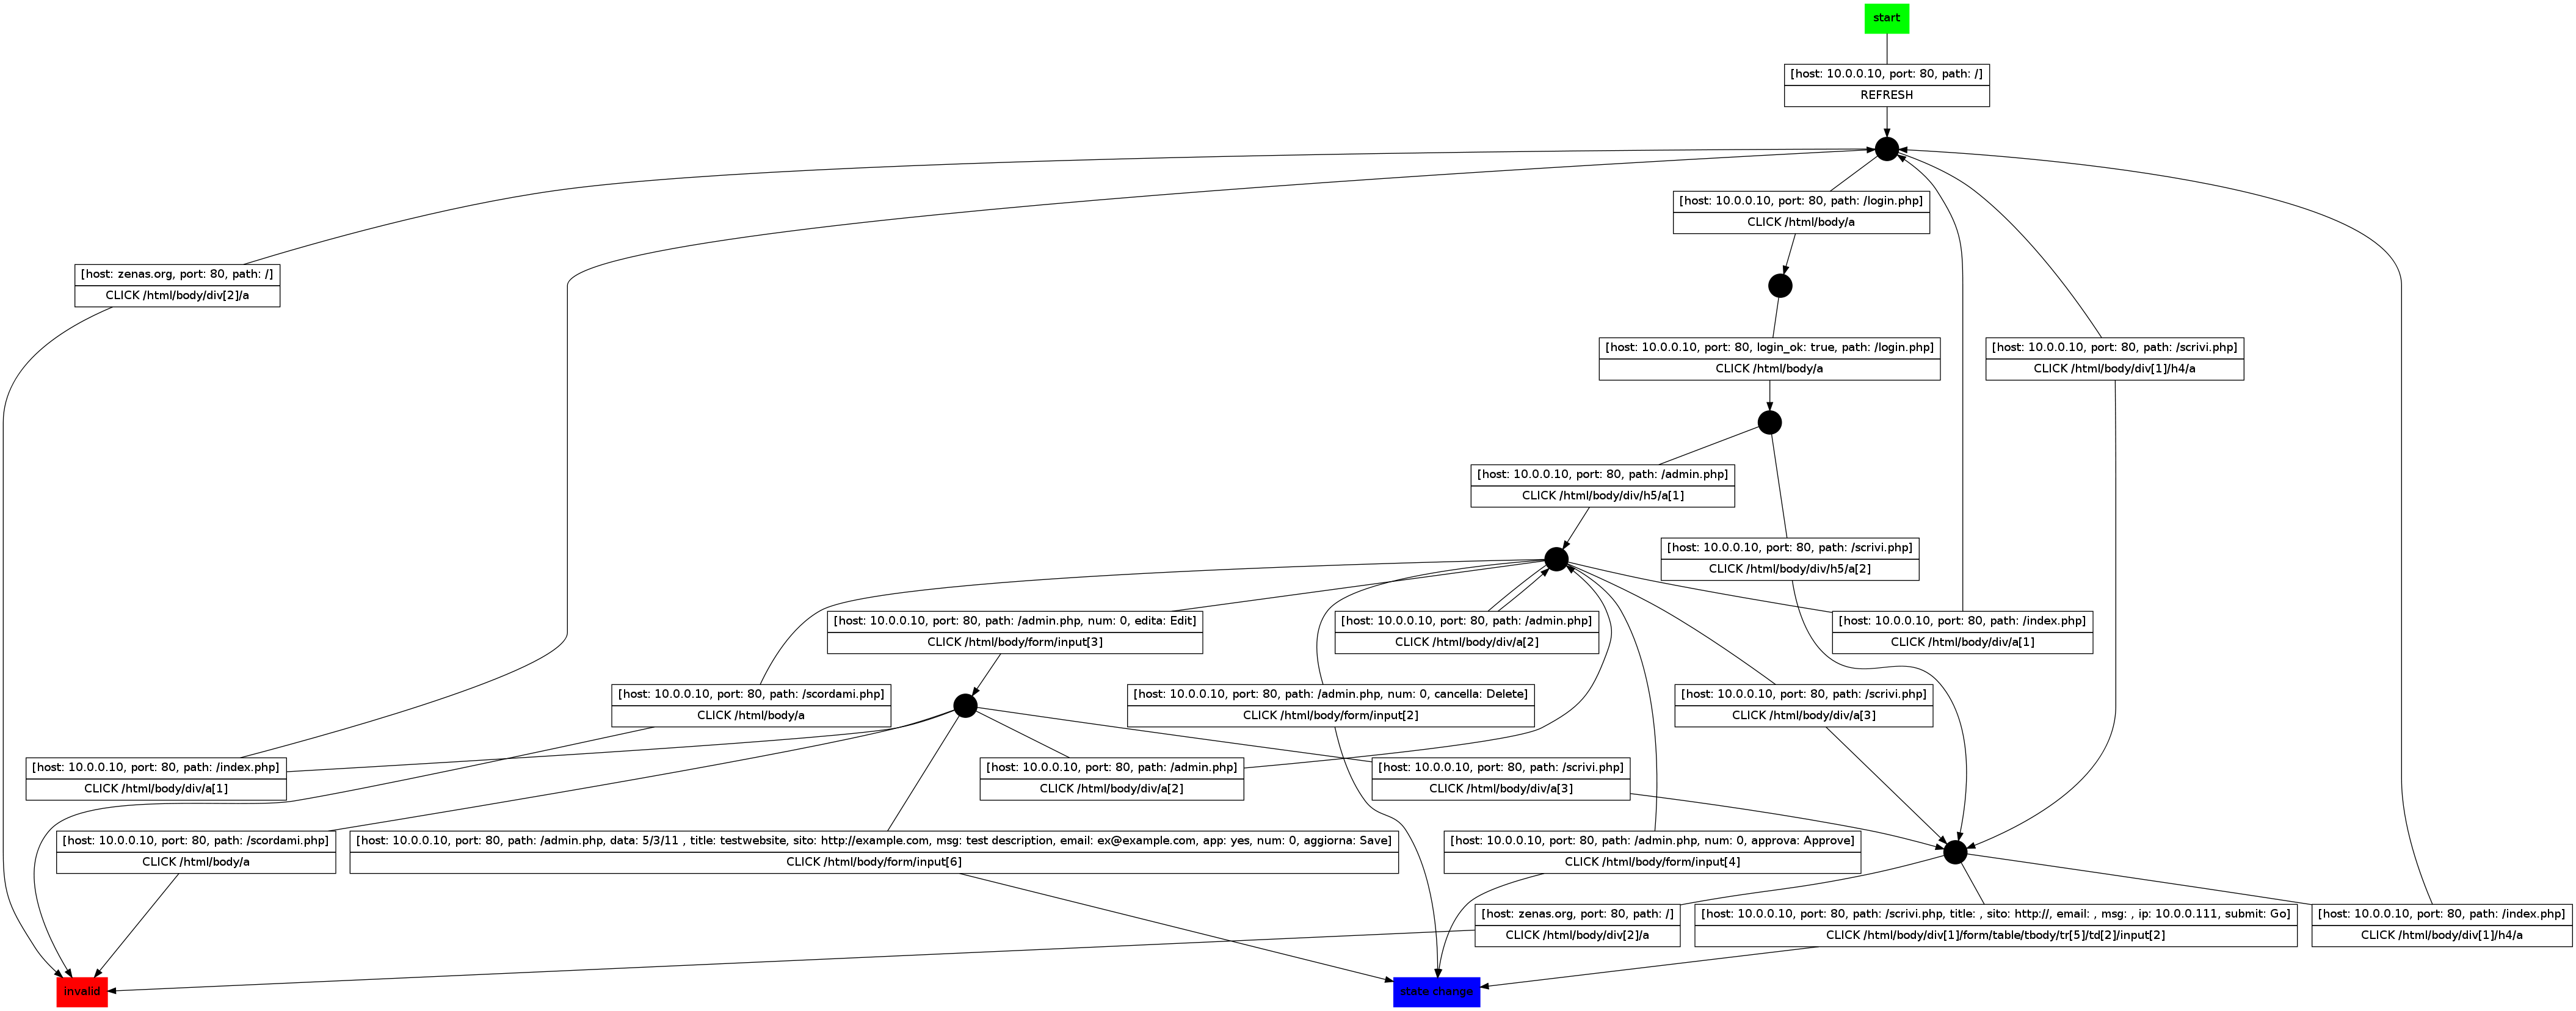 start
[host: 10.0.0.10, port: 80, path: /]
REFRESH
[host: 10.0.0.10, port: 80, path: /login.php]
CLICK /html/body/a
[host: zenas.org, port: 80, path: /]
CLICK /html/body/div[2]/a
[host: 10.0.0.10, port: 80, login_ok: true, path: /login.php]
CLICK /html/body/a
[host: 10.0.0.10, port: 80, path: /scrivi.php]
CLICK /html/body/div[1]/h4/a
[host: 10.0.0.10, port: 80, path: /admin.php]
CLICK /html/body/div/h5/a[1]
[host: 10.0.0.10, port: 80, path: /scrivi.php]
CLICK /html/body/div/h5/a[2]
[host: 10.0.0.10, port: 80, path: /admin.php, num: 0, edita: Edit]
CLICK /html/body/form/input[3]
[host: 10.0.0.10, port: 80, path: /admin.php]
CLICK /html/body/div/a[2]
[host: 10.0.0.10, port: 80, path: /index.php]
CLICK /html/body/div/a[1]
[host: 10.0.0.10, port: 80, path: /scordami.php]
CLICK /html/body/a
[host: 10.0.0.10, port: 80, path: /admin.php, num: 0, cancella: Delete]
CLICK /html/body/form/input[2]
[host: 10.0.0.10, port: 80, path: /scrivi.php]
CLICK /html/body/div/a[3]
[host: 10.0.0.10, port: 80, path: /index.php]
CLICK /html/body/div/a[1]
[host: 10.0.0.10, port: 80, path: /admin.php]
CLICK /html/body/div/a[2]
[host: 10.0.0.10, port: 80, path: /scrivi.php]
CLICK /html/body/div/a[3]
[host: 10.0.0.10, port: 80, path: /scordami.php]
CLICK /html/body/a
[host: 10.0.0.10, port: 80, path: /admin.php, data: 5/3/11 , title: testwebsite, sito: http://example.com, msg: test description, email: ex@example.com, app: yes, num: 0, aggiorna: Save]
CLICK /html/body/form/input[6]
[host: 10.0.0.10, port: 80, path: /admin.php, num: 0, approva: Approve]
CLICK /html/body/form/input[4]
[host: zenas.org, port: 80, path: /]
CLICK /html/body/div[2]/a
[host: 10.0.0.10, port: 80, path: /scrivi.php, title: , sito: http://, email: , msg: , ip: 10.0.0.111, submit: Go]
CLICK /html/body/div[1]/form/table/tbody/tr[5]/td[2]/input[2]
[host: 10.0.0.10, port: 80, path: /index.php]
CLICK /html/body/div[1]/h4/a
invalid
state change